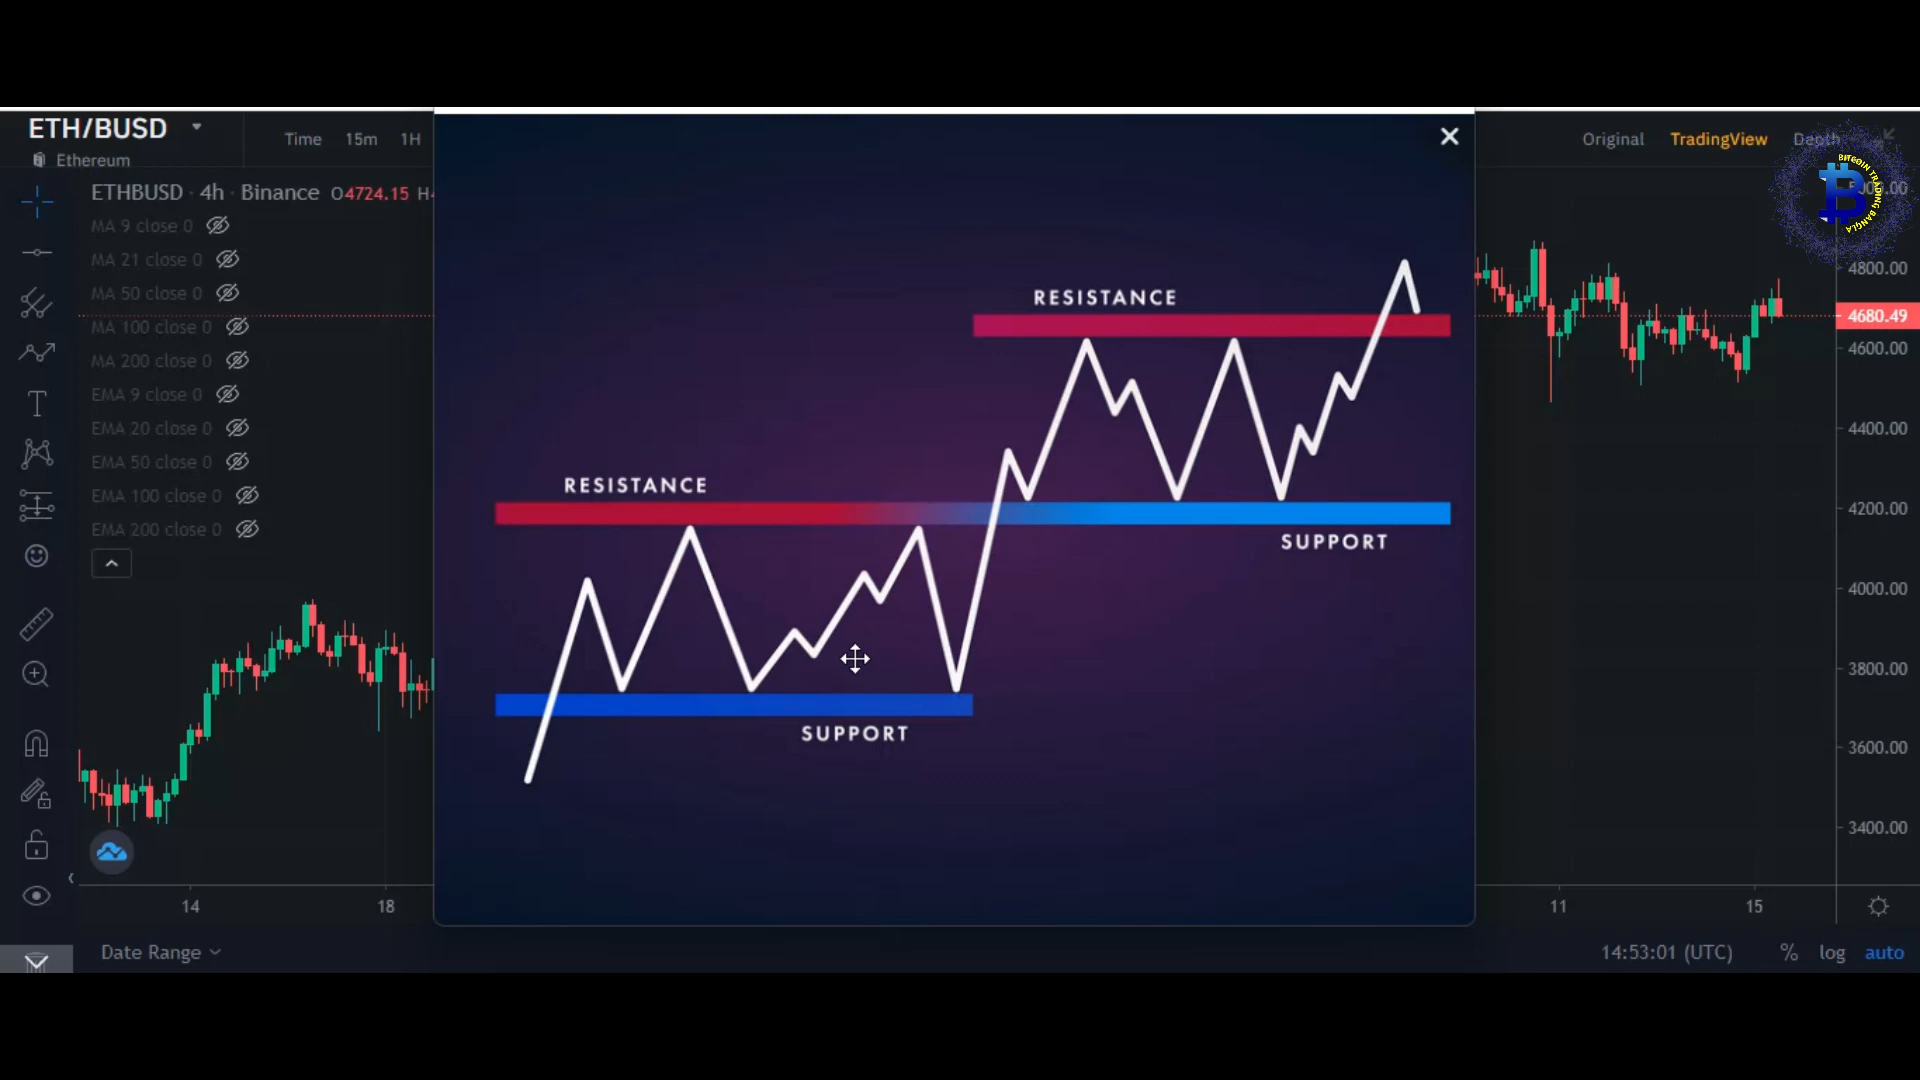 ETH/BUSD
Time 15m 1H
Original TradingView Depth
Ethereum
ETHBUSD · 4h · Binance O4724.15 H4
MA 9 close 0
MA 21 close 0
MA 50 close 0
MA 100 close 0
MA 200 close 0
EMA 9 close 0
EMA 20 close 0
EMA 50 close 0
EMA 100 close 0
EMA 200 close 0
RESISTANCE
RESISTANCE
SUPPORT
SUPPORT
BITCOIN TRADING BANGLA
4800.00
4680.49
4600.00
4400.00
4200.00
4000.00
3800.00
3600.00
3400.00
14 18 11 15
Date Range
14:53:01 (UTC) % log auto